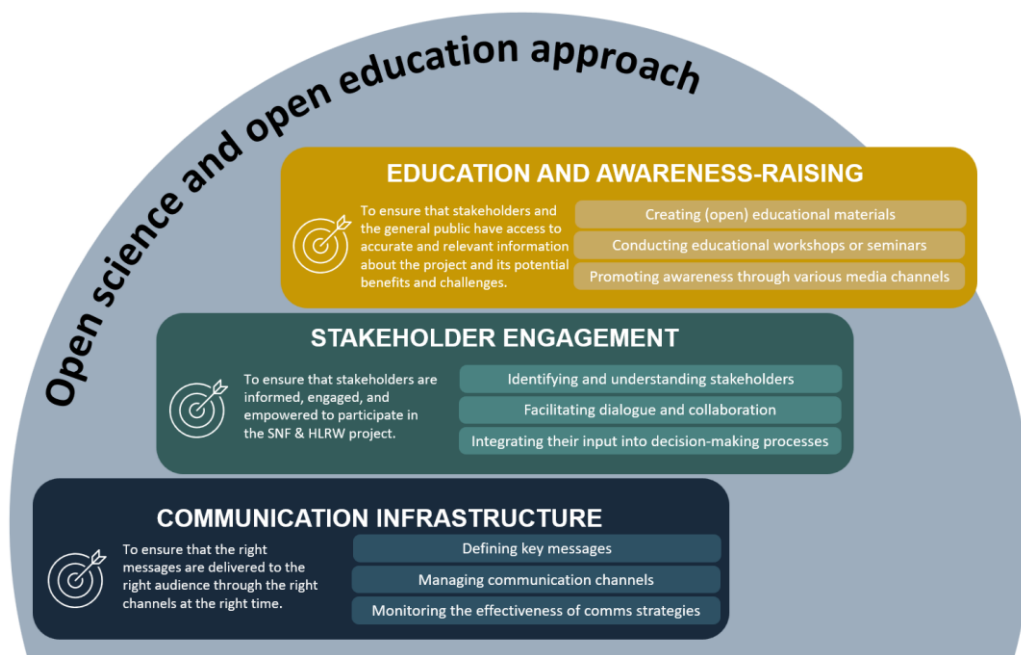 Open science and open education approach
EDUCATION AND AWARENESS-RAISING
To ensure that stakeholders and
the general public have access to
accurate and relevant information
about the project and its potential
benefits and challenges.
Creating (open) educational materials
Conducting educational workshops or seminars
Promoting awareness through various media channels
STAKEHOLDER ENGAGEMENT
To ensure that stakeholders are
informed, engaged, and
empowered to participate in
the SNF & HLRW project.
Identifying and understanding stakeholders
Facilitating dialogue and collaboration
Integrating their input into decision-making processes
COMMUNICATION INFRASTRUCTURE
To ensure that the right
messages are delivered to the
right audience through the right
channels at the right time.
Defining key messages
Managing communication channels
Monitoring the effectiveness of comms strategies